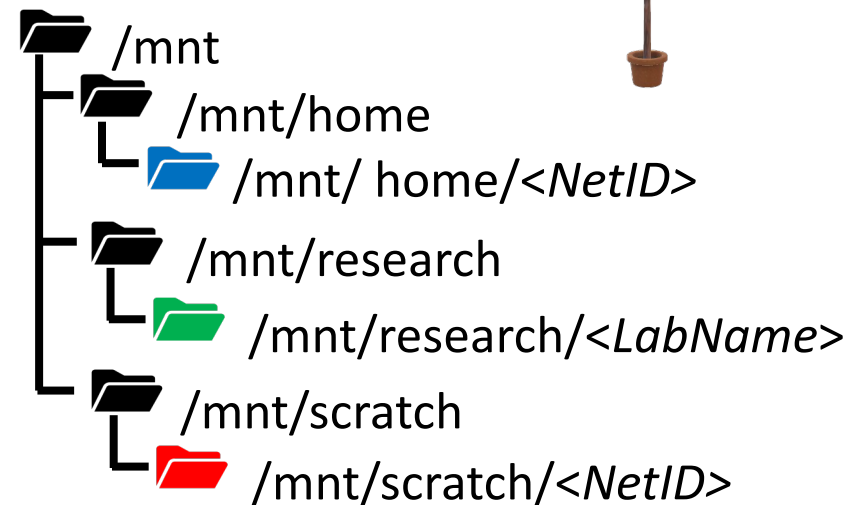 /mnt
/mnt/home
/mnt/ home/<NetID>
/mnt/research
/mnt/research/<LabName>
/mnt/scratch
/mnt/scratch/<NetID>